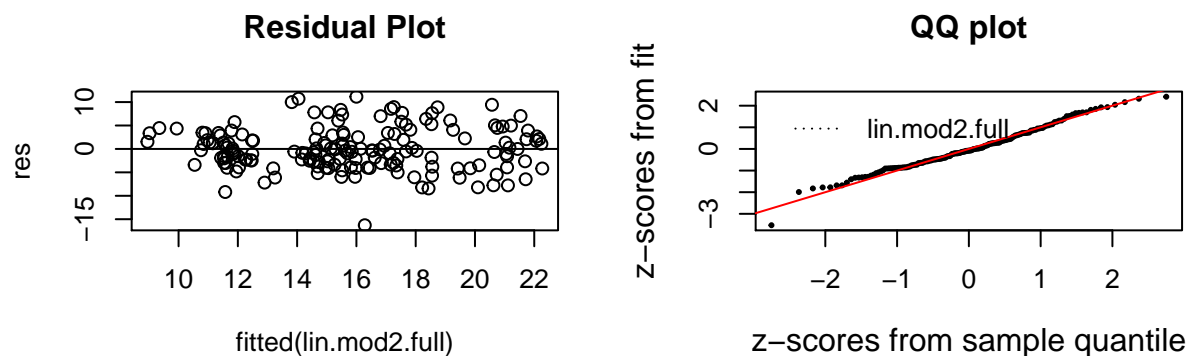 Residual Plot
res
10
0
−15
10
12
14
16
18
20
22
fitted(lin.mod2.full)
QQ plot
z−scores from fit
2
0
−3
lin.mod2.full
−2
−1
0
1
2
z−scores from sample quantile